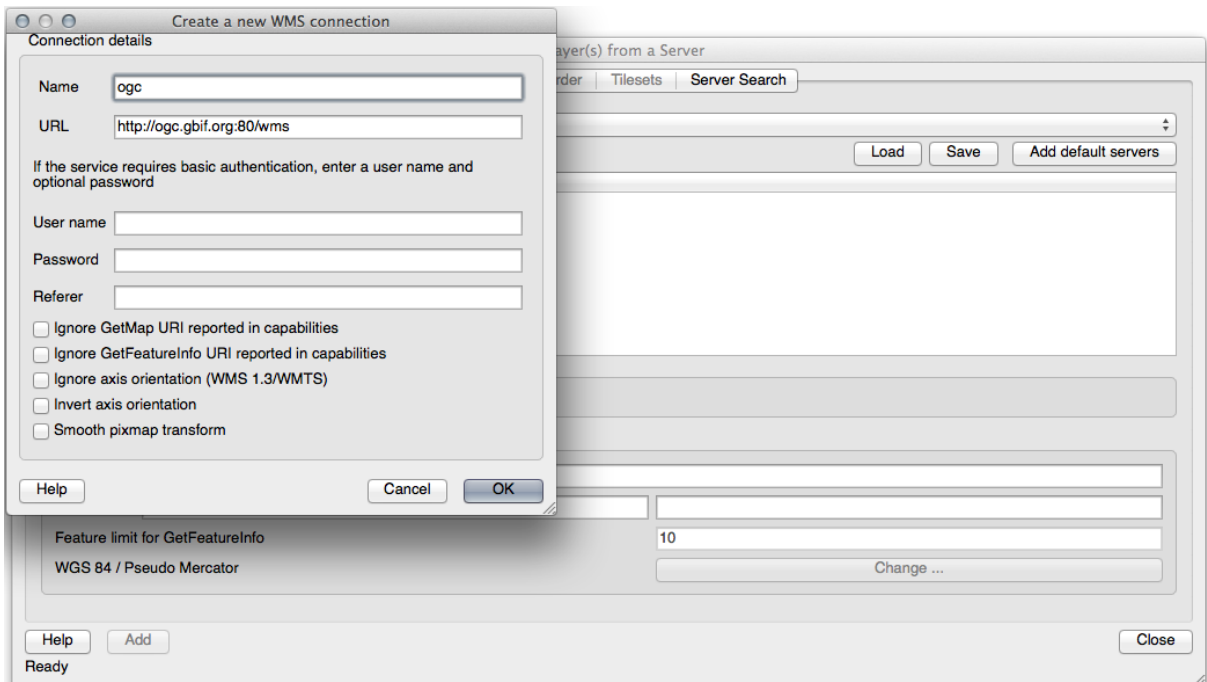 Create a new WMS connection
Connection details
Name
ogc
URL
http://ogc.gbif.org:80/wms
If the service requires basic authentication, enter a user name and
optional password
User name
Password
Referer
Ignore GetMap URI reported in capabilities
Ignore GetFeatureInfo URI reported in capabilities
Ignore axis orientation (WMS 1.3/WMTS)
Invert axis orientation
Smooth pixmap transform
Help
Cancel
OK
ayer(s) from a Server
rder
Tilesets
Server Search
Load
Save
Add default servers
Feature limit for GetFeatureInfo
10
WGS 84 / Pseudo Mercator
Change ...
Help
Add
Close
Ready